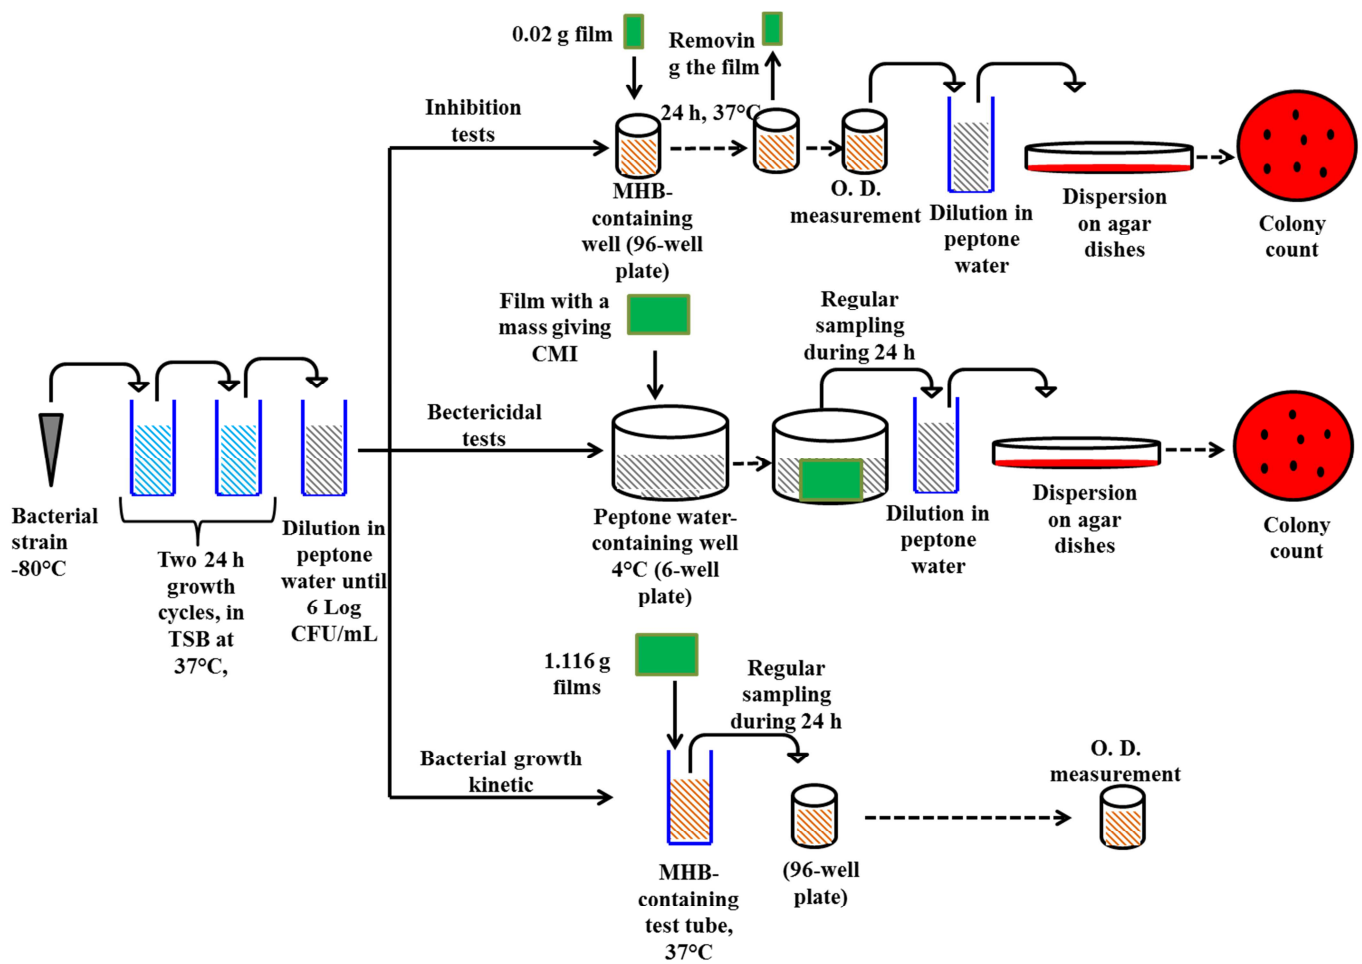 0.02 g film
Removin
g the film
24 h, 37°C
Inhibition
tests
MHB-
containing
well (96-well
plate)
O. D.
measurement
Dilution in
peptone
water
Dispersion
on agar
dishes
Colony
count
Film with a
mass giving
CMI
Regular
sampling
during 24 h
Bectericidal
tests
Peptone water-
containing well
4°C (6-well
plate)
Dilution in
peptone
water
Dispersion
on agar
dishes
Colony
count
Bacterial
strain
-80°C
Two 24 h
growth
cycles, in
TSB at
37°C,
Dilution in
peptone
water until
6 Log
CFU/mL
1.116 g
films
Regular
sampling
during 24 h
Bacterial growth
kinetic
MHB-
containing
test tube,
37°C
(96-well
plate)
O. D.
measurement